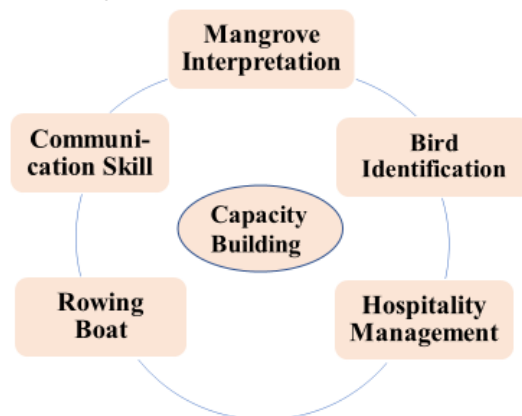 Mangrove
Interpretation
Communi-
cation Skill
Bird
Identification
Capacity
Building
Rowing
Boat
Hospitality
Management